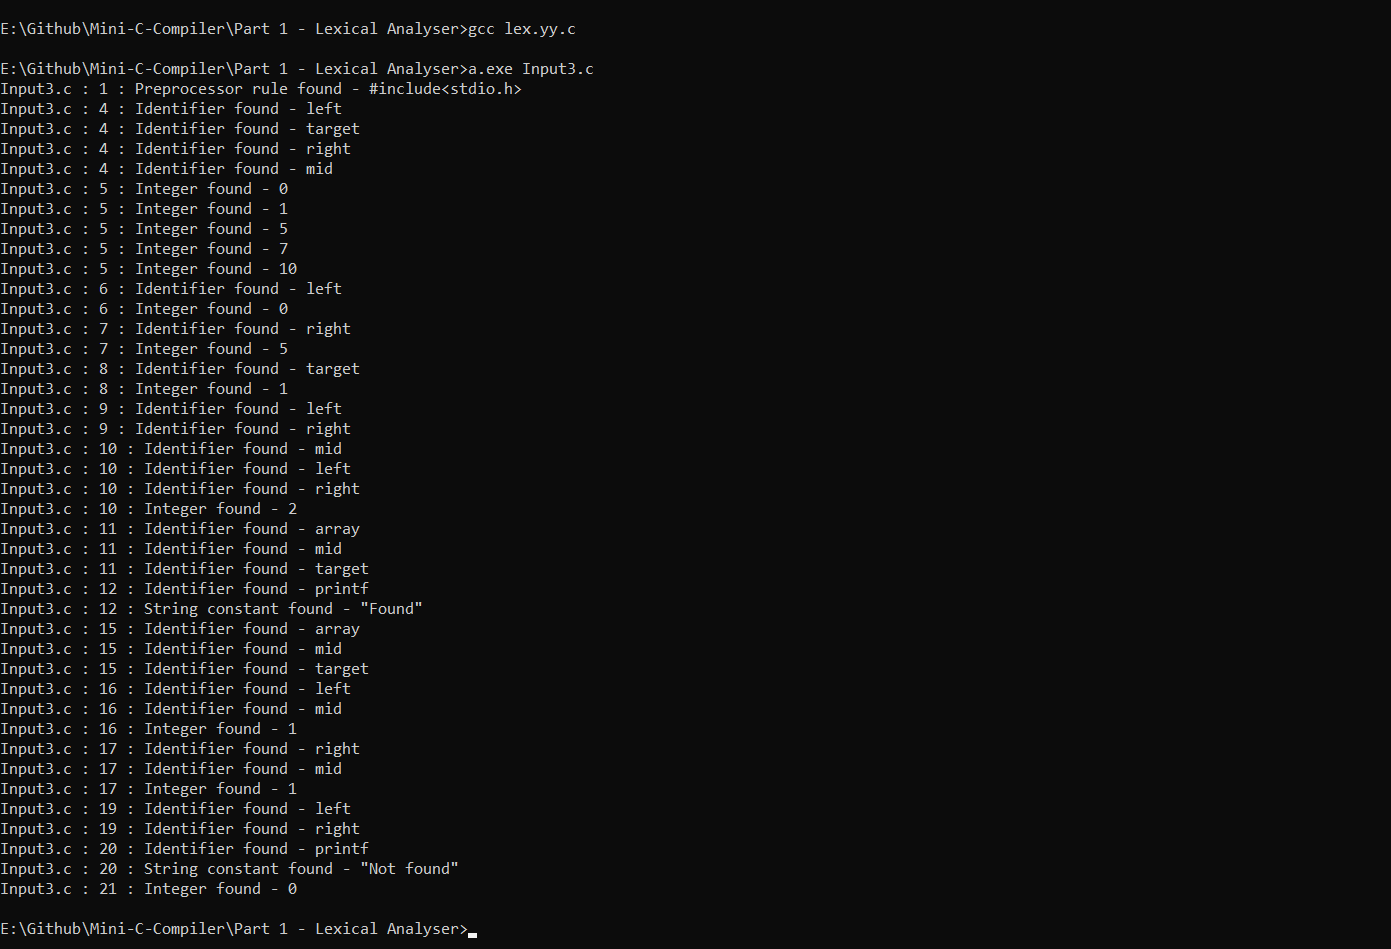 E:\Github\Mini-C-Compiler\Part 1 - Lexical Analyser>gcc lex.yy.c
E:\Github\Mini-C-Compiler\Part 1 - Lexical Analyser>a.exe Input3.c
Input3.c : 1 : Preprocessor rule found - #include<stdio.h>
Input3.c : 4 : Identifier found - left
Input3.c : 4 : Identifier found - target
Input3.c : 4 : Identifier found - right
Input3.c : 4 : Identifier found - mid
Input3.c : 5 : Integer found - 0
Input3.c : 5 : Integer found - 1
Input3.c : 5 : Integer found - 5
Input3.c : 5 : Integer found - 7
Input3.c : 5 : Integer found - 10
Input3.c : 6 : Identifier found - left
Input3.c : 6 : Integer found - 0
Input3.c : 7 : Identifier found - right
Input3.c : 7 : Integer found - 5
Input3.c : 8 : Identifier found - target
Input3.c : 8 : Integer found - 1
Input3.c : 9 : Identifier found - left
Input3.c : 9 : Identifier found - right
Input3.c : 10 : Identifier found - mid
Input3.c : 10 : Identifier found - left
Input3.c : 10 : Identifier found - right
Input3.c : 10 : Integer found - 2
Input3.c : 11 : Identifier found - array
Input3.c : 11 : Identifier found - mid
Input3.c : 11 : Identifier found - target
Input3.c : 12 : Identifier found - printf
Input3.c : 12 : String constant found - "Found"
Input3.c : 15 : Identifier found - array
Input3.c : 15 : Identifier found - mid
Input3.c : 15 : Identifier found - target
Input3.c : 16 : Identifier found - left
Input3.c : 16 : Identifier found - mid
Input3.c : 16 : Integer found - 1
Input3.c : 17 : Identifier found - right
Input3.c : 17 : Identifier found - mid
Input3.c : 17 : Integer found - 1
Input3.c : 19 : Identifier found - left
Input3.c : 19 : Identifier found - right
Input3.c : 20 : Identifier found - printf
Input3.c : 20 : String constant found - "Not found"
Input3.c : 21 : Integer found - 0
E:\Github\Mini-C-Compiler\Part 1 - Lexical Analyser>